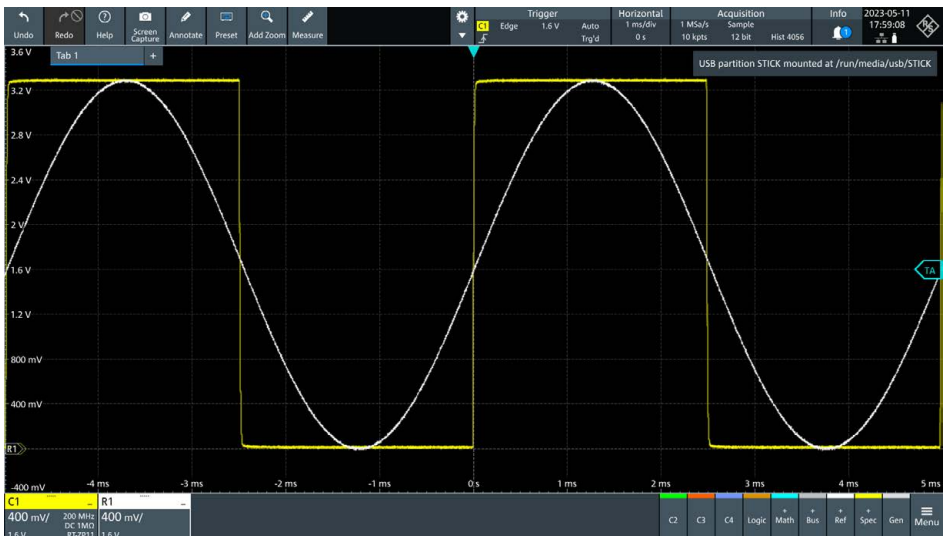 Undo
Redo
Help
Screen Capture
Annotate
Preset
Add Zoom
Measure
Trigger
C1 Edge 1.6 V Auto
Trg'd
Horizontal
1 ms/div
0 s
Acquisition
1 MSa/s Sample
10 kpts 12 bit Hist 4056
Info
1
2023-05-11
17:59:08
R&S
Tab 1 +
USB partition STICK mounted at /run/media/usb/STICK
3.6 V
3.2 V
2.8 V
2.4 V
2 V
1.6 V
TA
1.2 V
800 mV
400 mV
R1
-400 mV
-4 ms
-3 ms
-2 ms
-1 ms
0 s
1 ms
2 ms
3 ms
4 ms
5 ms
C1
400 mV/ 200 MHz
DC 1MΩ
1.6 V RT-ZP11
R1
400 mV/
1.6 V
C2
C3
C4
Logic
+ Math
+ Bus
+ Ref
+ Spec
Gen
Menu